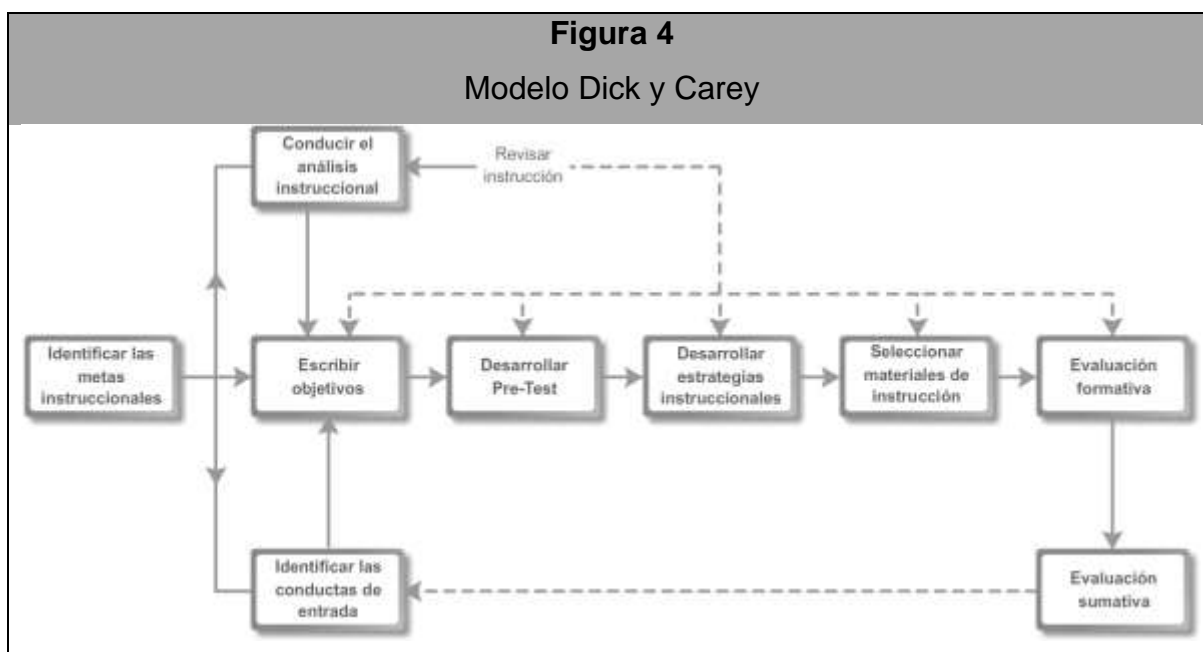 Figura 4
Modelo Dick y Carey
Conducir el
análisis
instruccional
Revisar
instrucción
Identificar las
metas
instruccionales
Escribir
objetivos
Desarrollar
Pre-Test
Desarrollar
estrategias
instruccionales
Seleccionar
materiales de
instrucción
Evaluación
formativa
Identificar las
conductas de
entrada
Evaluación
sumativa